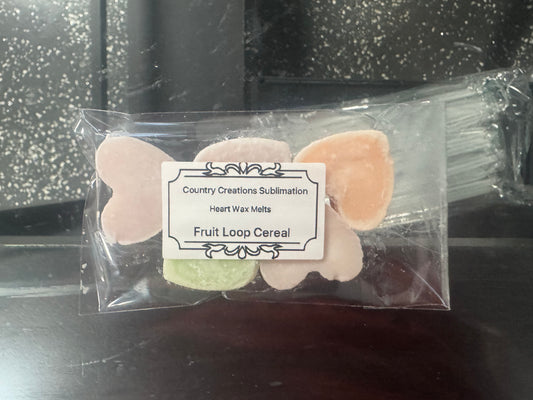 Country Creations Sublimation
Heart Wax Melts
Fruit Loop Cereal